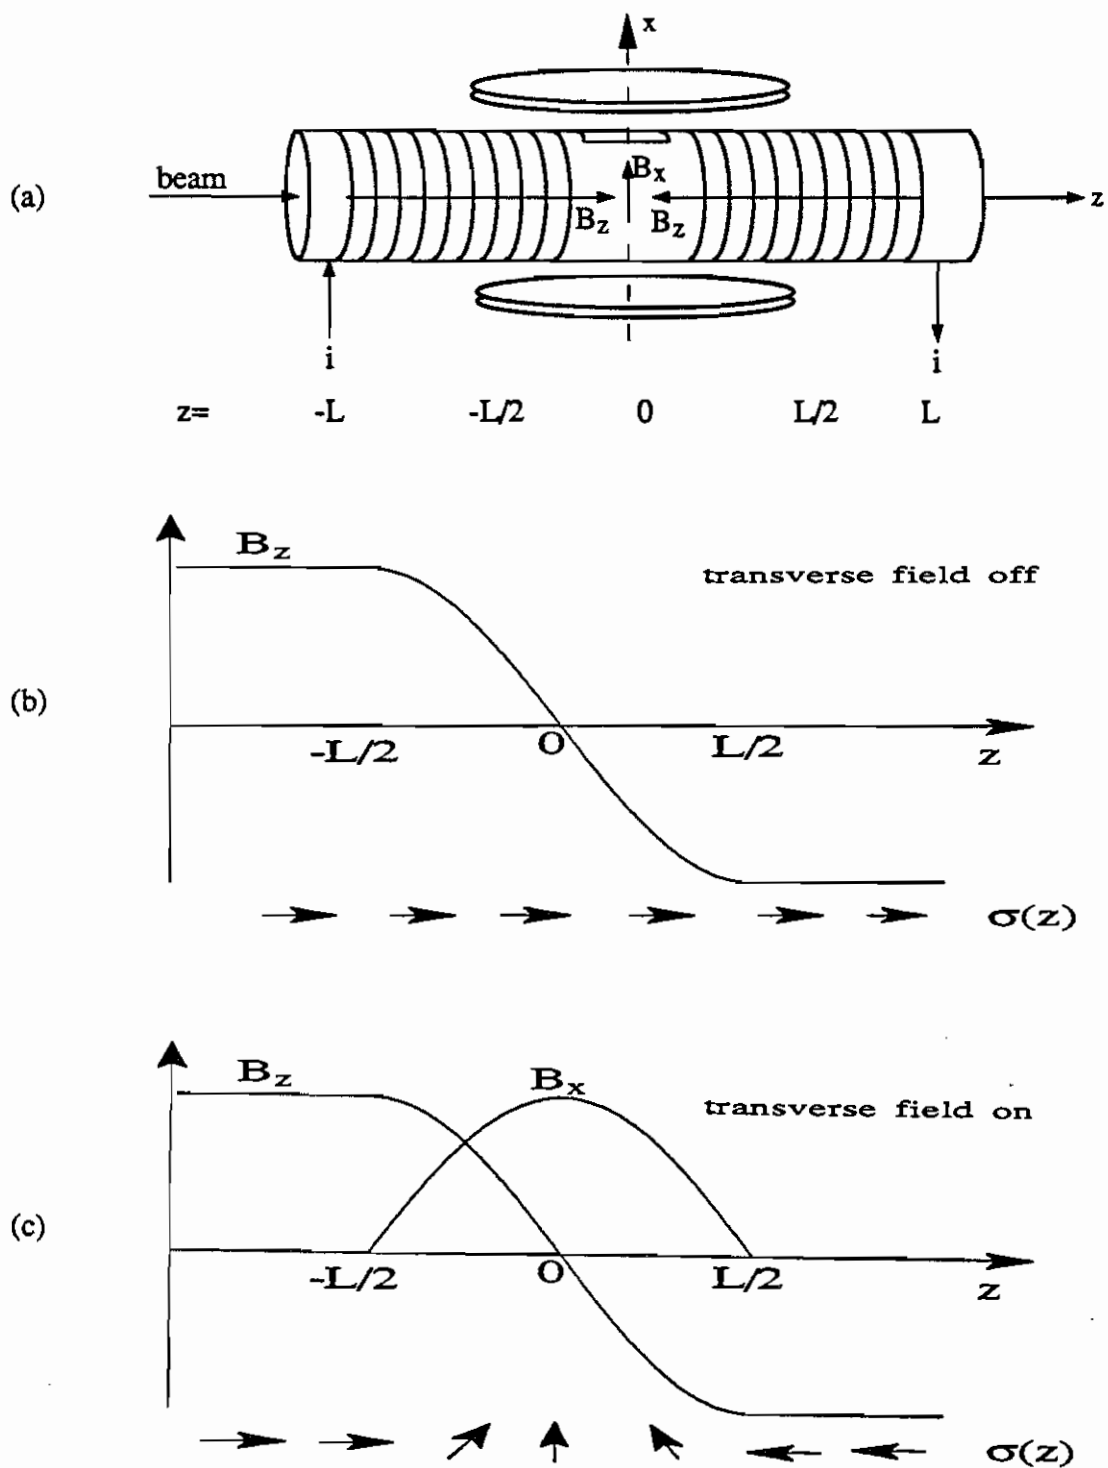 x
(a)
beam
B_x
B_z
B_z
z
i
i
z= -L -L/2 0 L/2 L
(b)
B_z
transverse field off
-L/2
O
L/2
z
σ(z)
(c)
B_z
B_x
transverse field on
-L/2
O
L/2
z
σ(z)